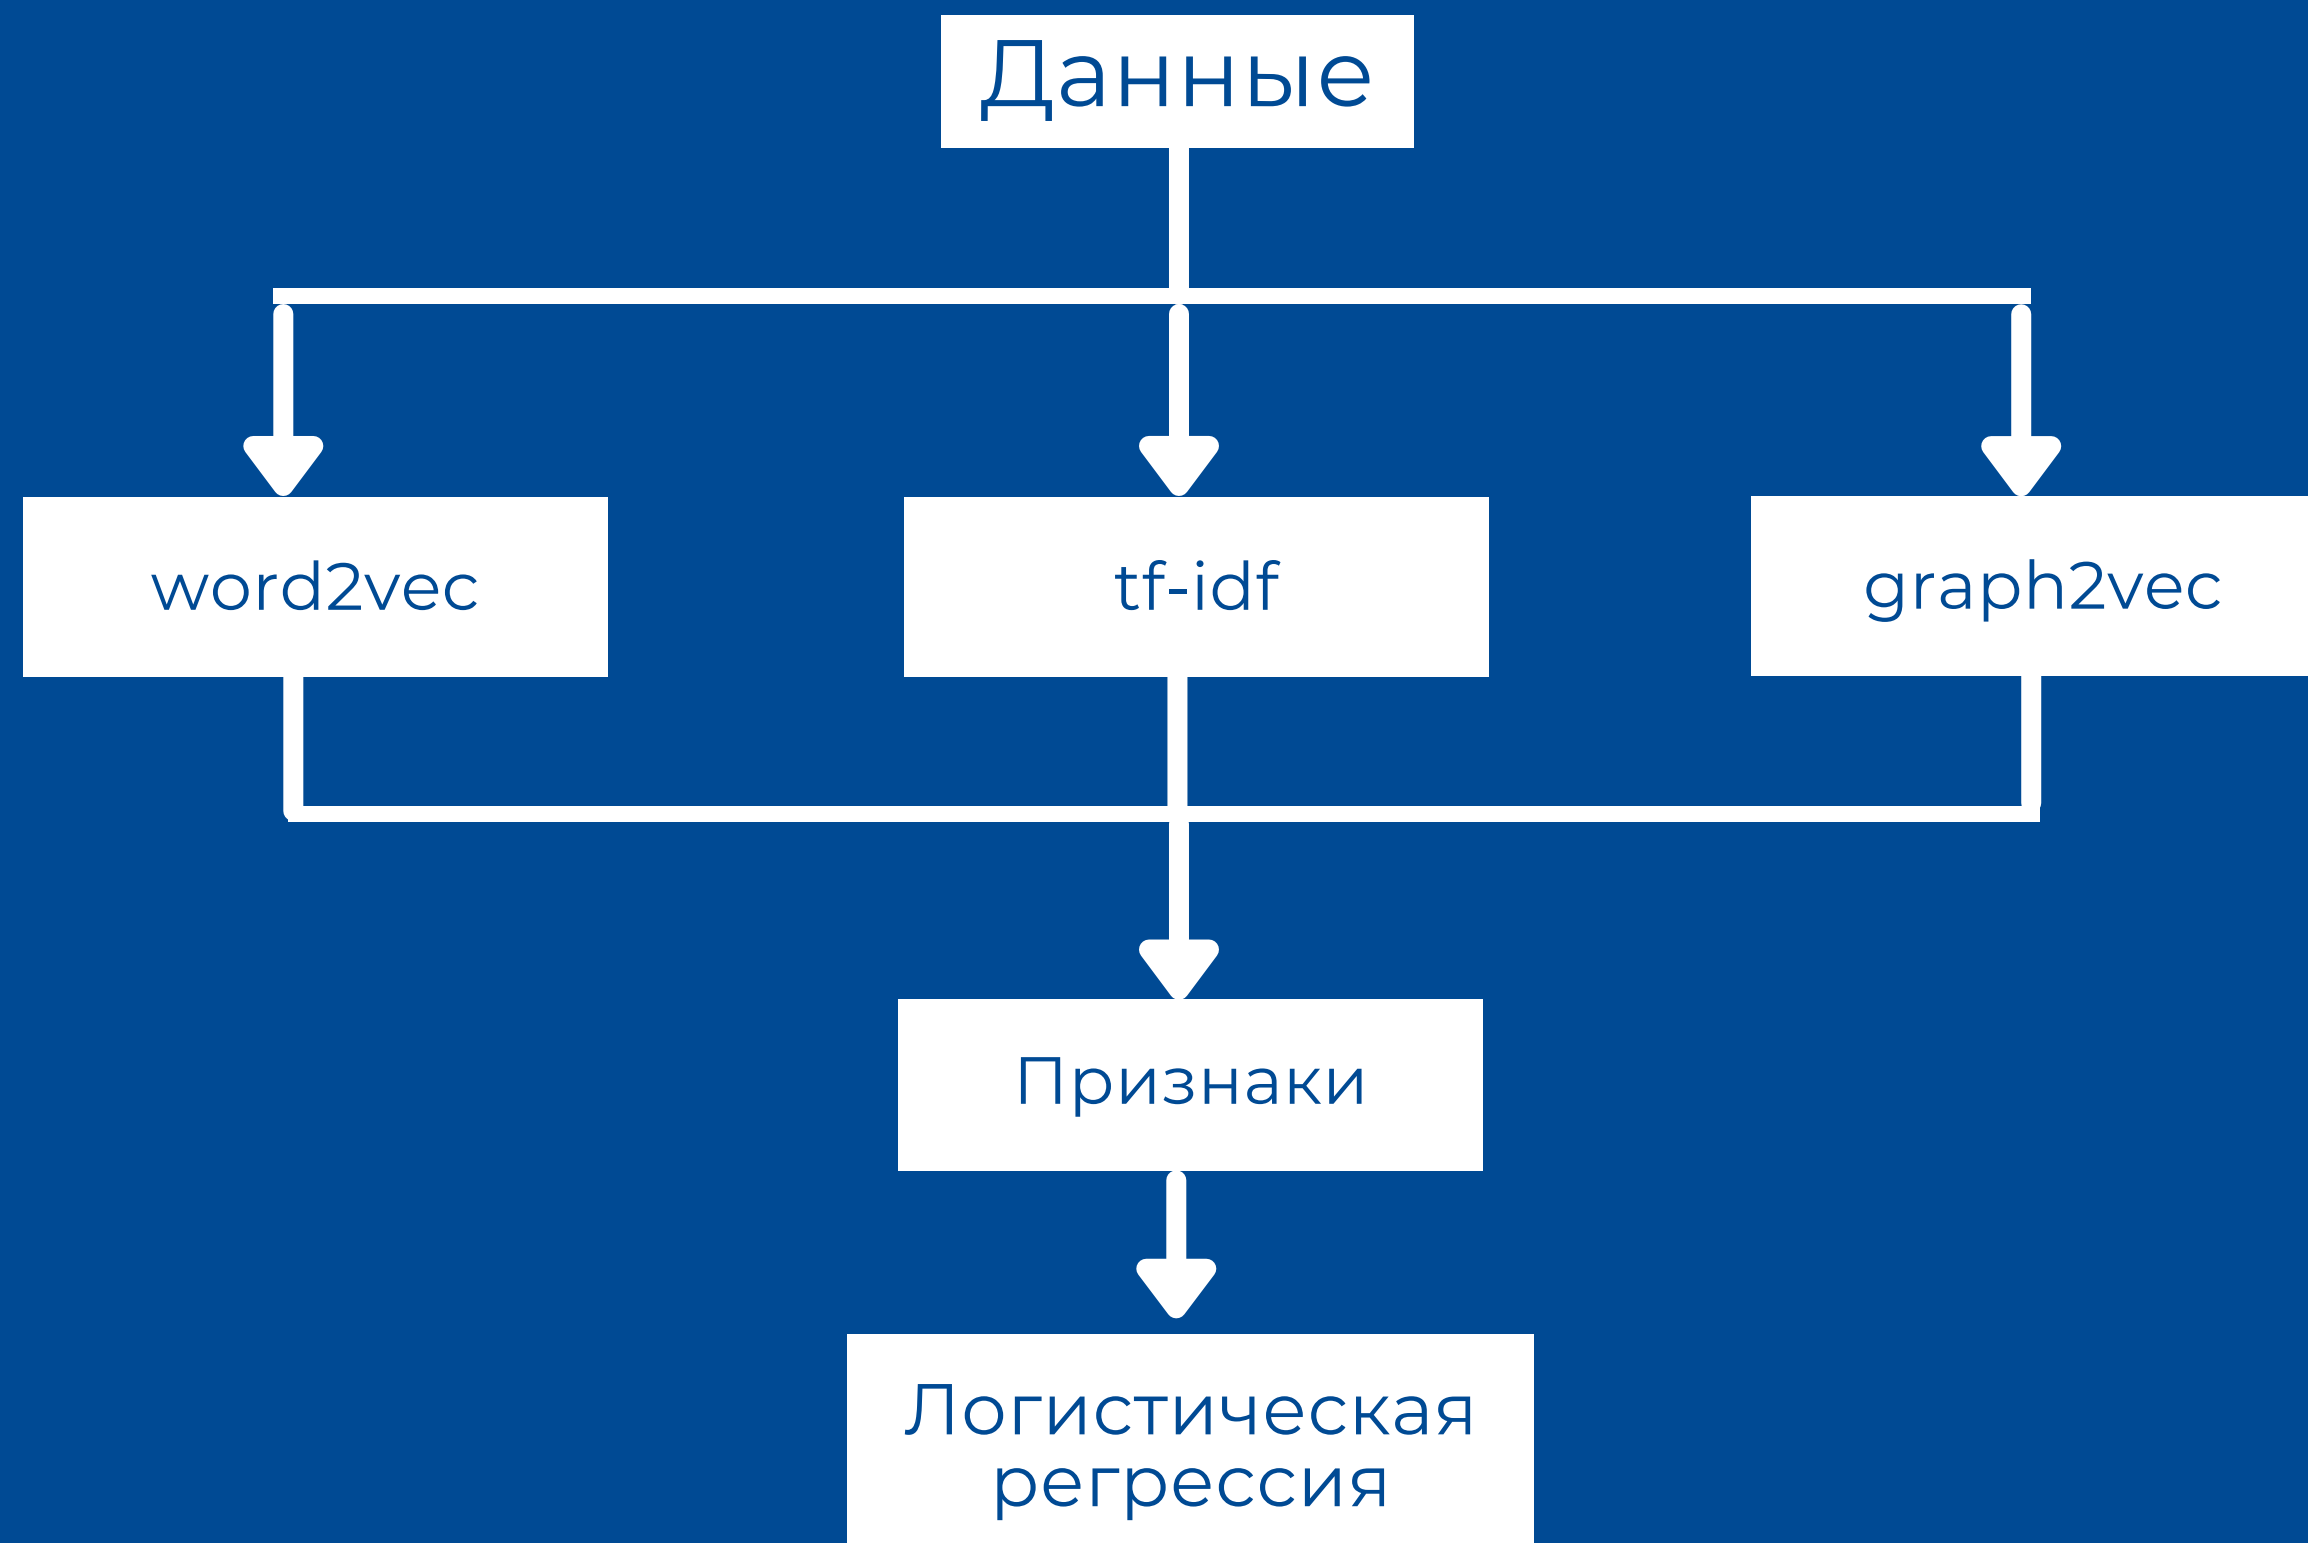 Данные
word2vec
tf-idf
graph2vec
Признаки
Логистическая
регрессия